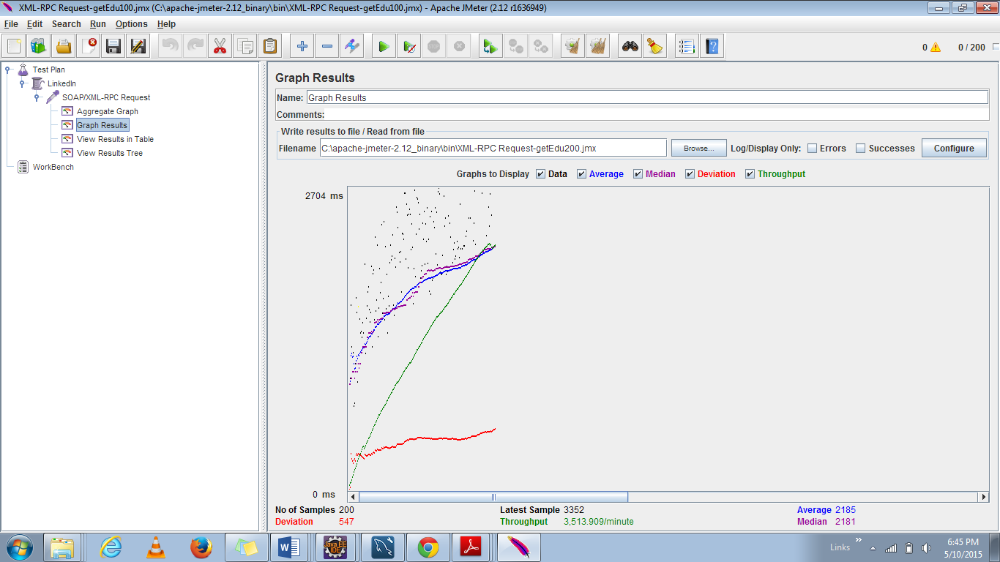 XML-RPC Request-getEdu100.jmx (C:\apache-jmeter-2.12_binary\bin\XML-RPC Request-getEdu100.jmx) - Apache JMeter (2.12 r1636949)
File Edit Search Run Options Help
0 0 / 200
Test Plan
LinkedIn
SOAP/XML-RPC Request
Aggregate Graph
Graph Results
View Results in Table
View Results Tree
WorkBench
Graph Results
Name: Graph Results
Comments:
Write results to file / Read from file
Filename C:\apache-jmeter-2.12_binary\bin\XML-RPC Request-getEdu200.jmx Browse... Log/Display Only: Errors Successes Configure
Graphs to Display Data Average Median Deviation Throughput
2704 ms
0 ms
No of Samples 200 Latest Sample 3352 Average 2185
Deviation 547 Throughput 3,513.909/minute Median 2181
Java EE
IDE
Links »
6:45 PM
5/10/2015